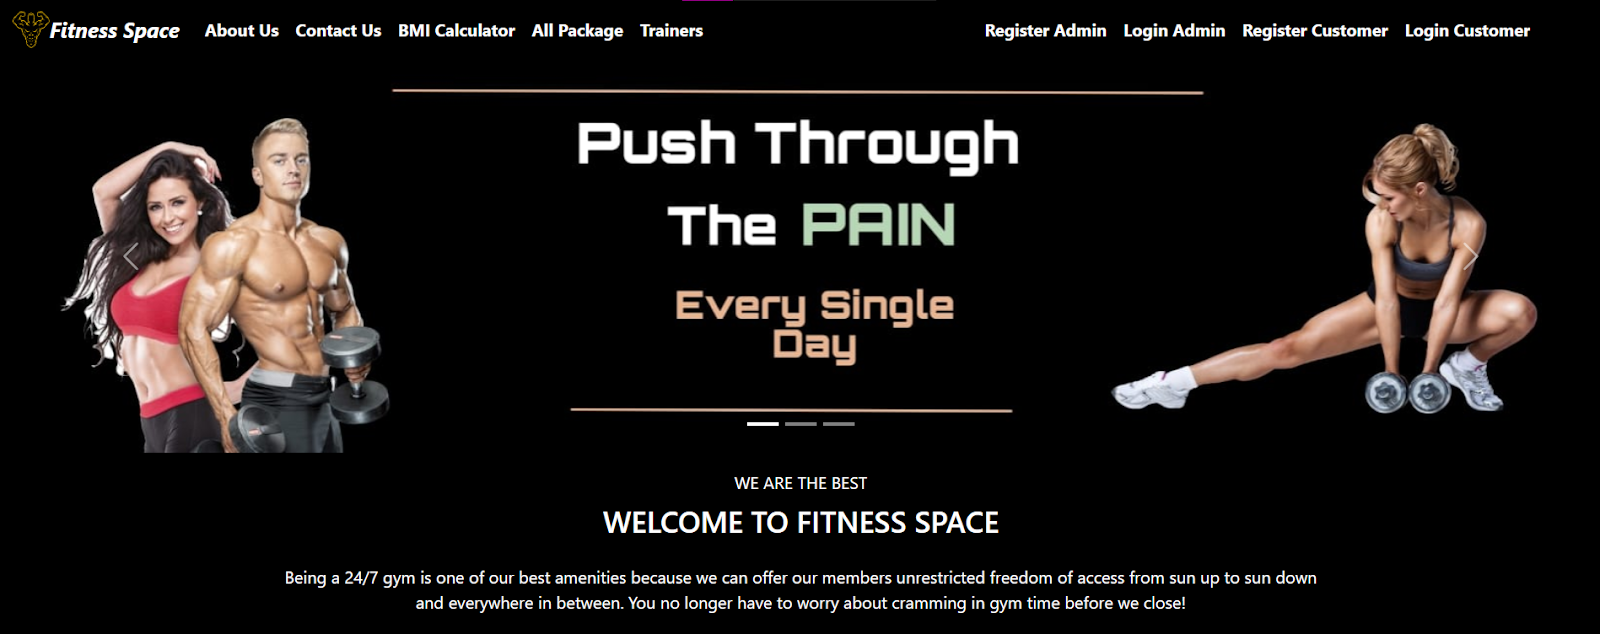 Fitness Space About Us Contact Us BMI Calculator All Package Trainers Register Admin Login Admin Register Customer Login Customer
Push Through
The PAIN
Every Single
Day
WE ARE THE BEST
WELCOME TO FITNESS SPACE
Being a 24/7 gym is one of our best amenities because we can offer our members unrestricted freedom of access from sun up to sun down
and everywhere in between. You no longer have to worry about cramming in gym time before we close!